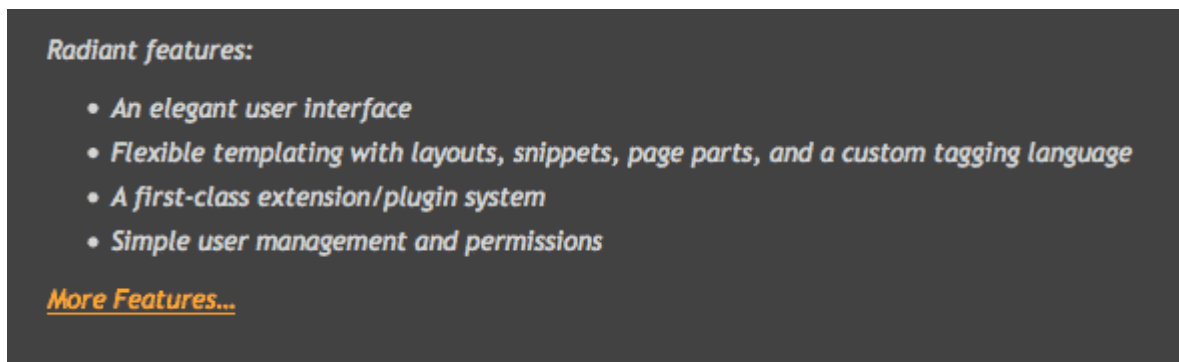 Radiant features:
• An elegant user interface
• Flexible templating with layouts, snippets, page parts, and a custom tagging language
• A first-class extension/plugin system
• Simple user management and permissions
More Features...